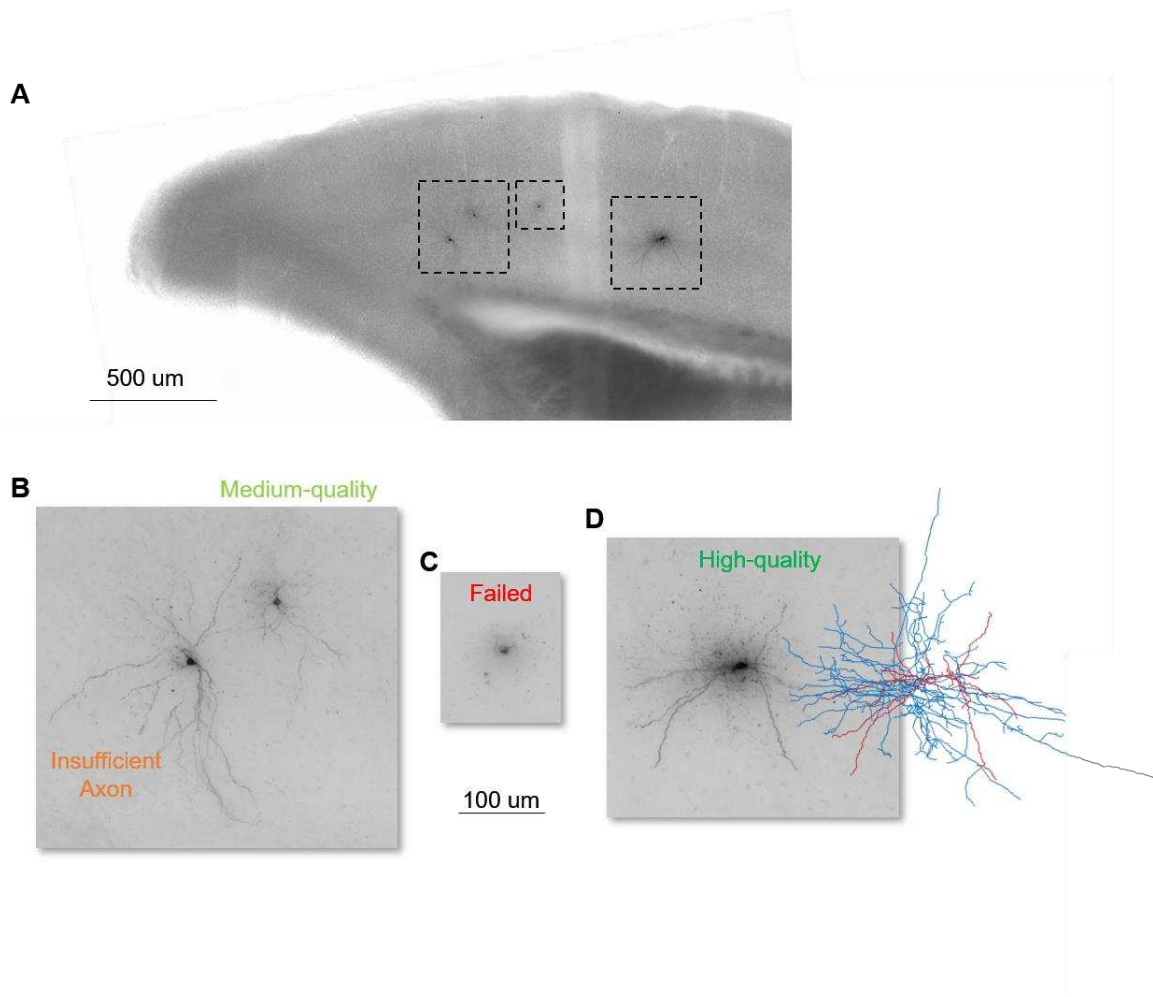 A
500 um
B
Medium-quality
Insufficient
Axon
C
Failed
100 um
D
High-quality